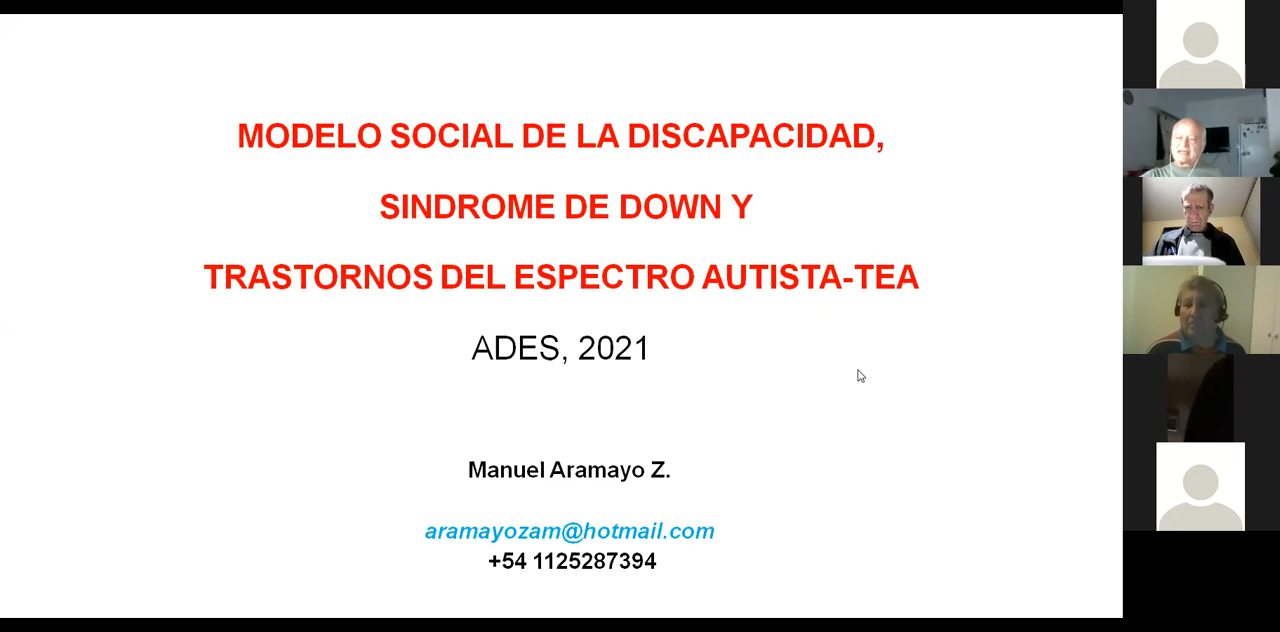 MODELO SOCIAL DE LA DISCAPACIDAD,
SINDROME DE DOWN Y
TRASTORNOS DEL ESPECTRO AUTISTA-TEA
ADES, 2021
Manuel Aramayo Z.
aramayozam@hotmail.com
+54 1125287394